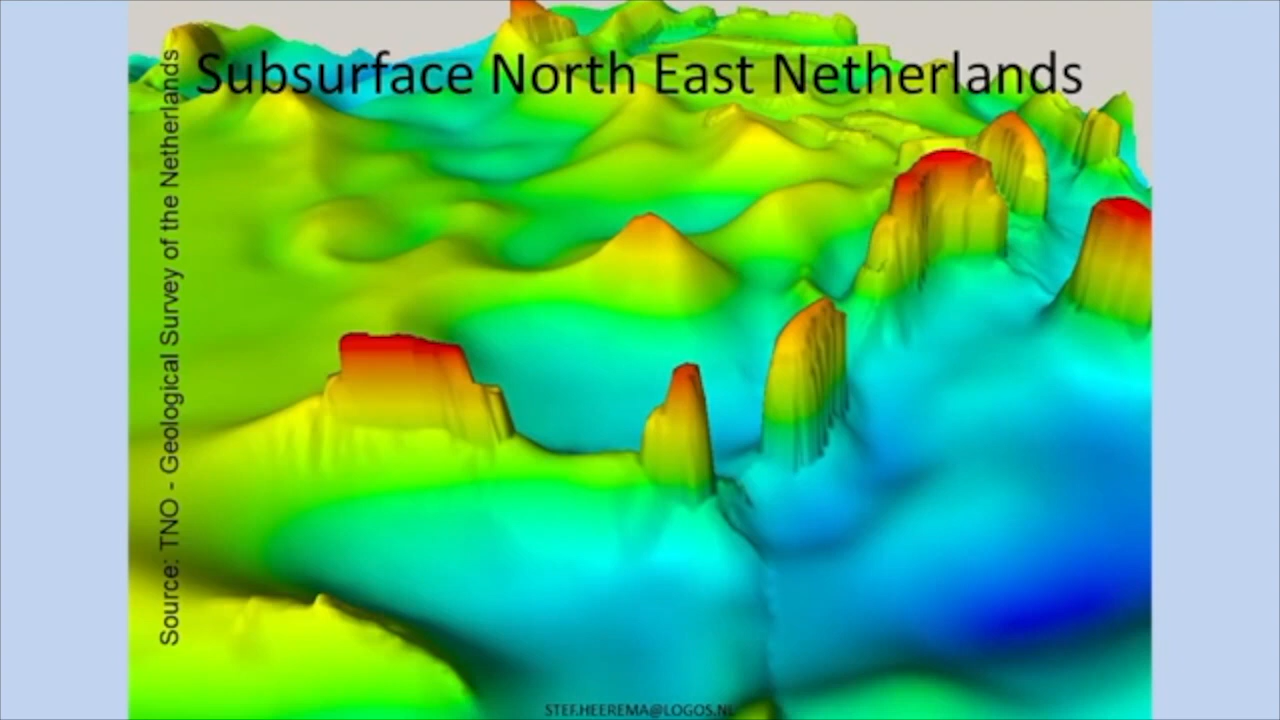 Subsurface North East Netherlands
Source: TNO - Geological Survey of the Netherlands
STEF.HEEREMA@LOGOS.NL